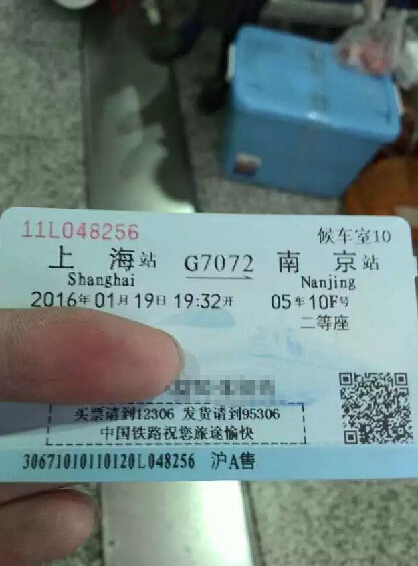 11L048256
候车室10
上海站 G7072 南京站
Shanghai Nanjing
2016年01月19日19:32开 05车10F号
二等座
买票请到12306 发货请到95306
中国铁路祝您旅途愉快
30671010110120L048256 沪A售